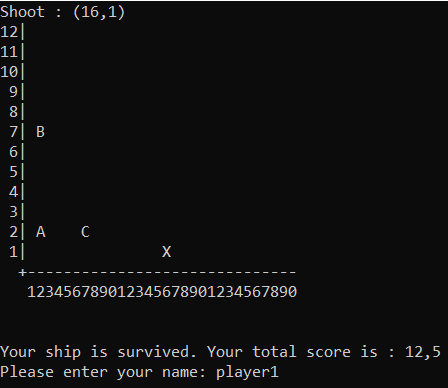 Shoot : (16,1)
12|
11|
10|
 9|
 8|
 7| B
 6|
 5|
 4|
 3|
 2| A    C
 1|               X
  +------------------------------
   123456789012345678901234567890
Your ship is survived. Your total score is : 12,5
Please enter your name: player1